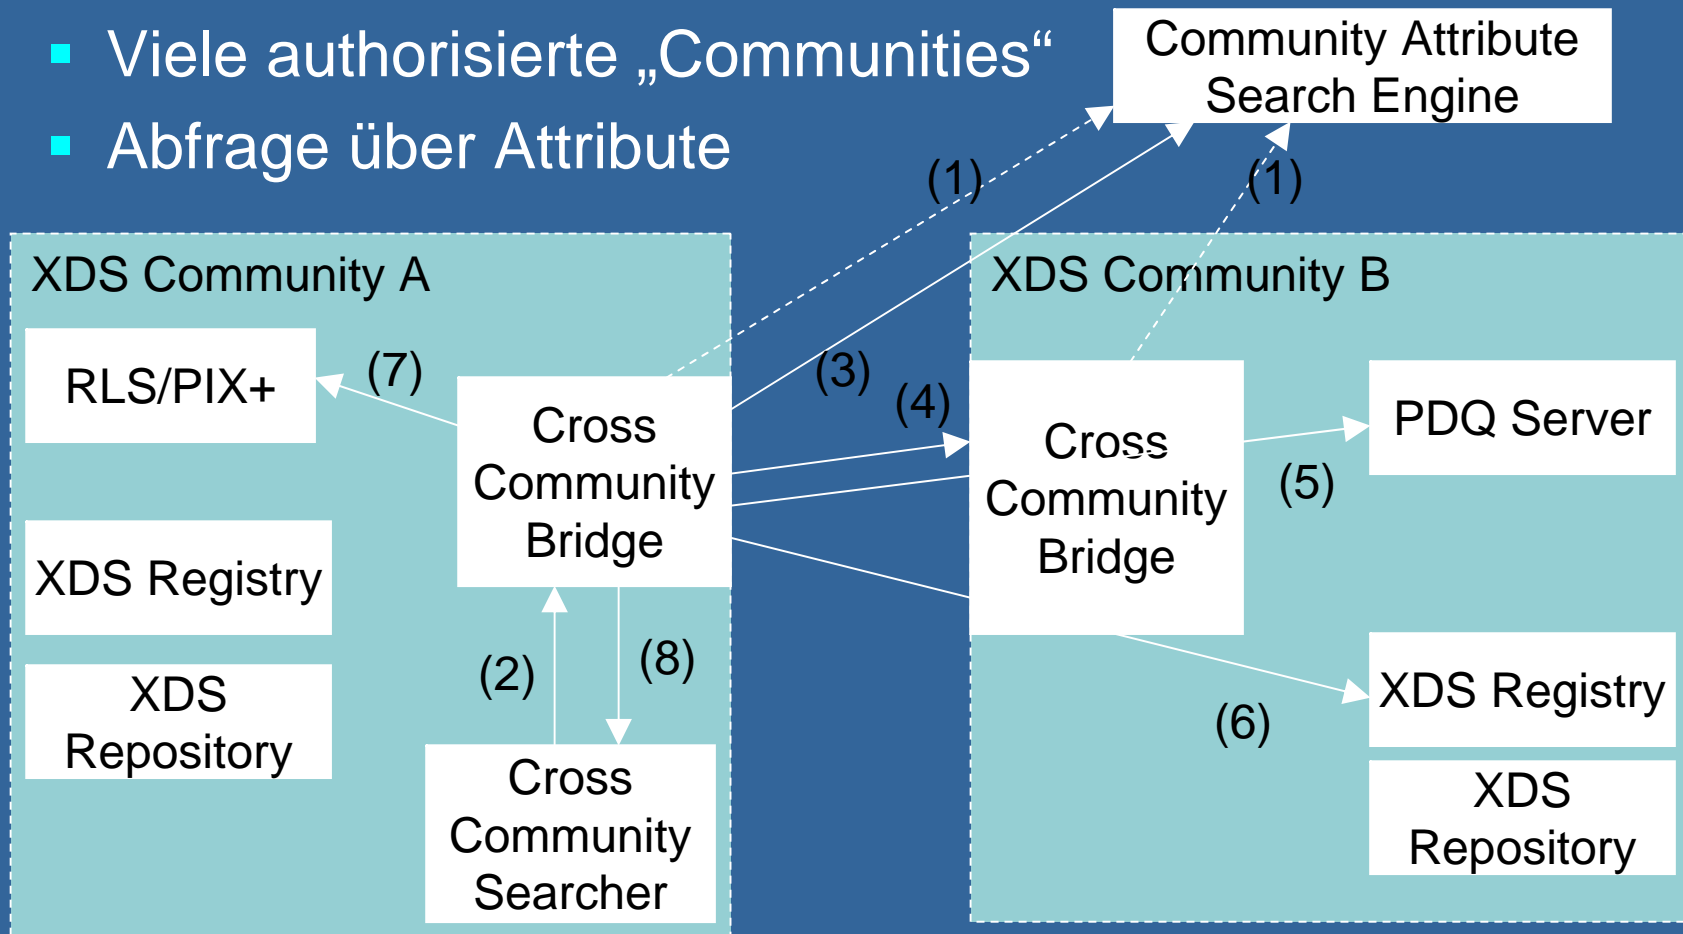 Viele authorisierte „Communities“
Abfrage über Attribute
Community Attribute
Search Engine
(1)
(1)
XDS Community A
RLS/PIX+
(7)
Cross
Community
Bridge
XDS Registry
XDS
Repository
(2)
(8)
Cross
Community
Searcher
(3)
(4)
XDS Community B
Cross
Community
Bridge
PDQ Server
(5)
(6)
XDS Registry
XDS
Repository